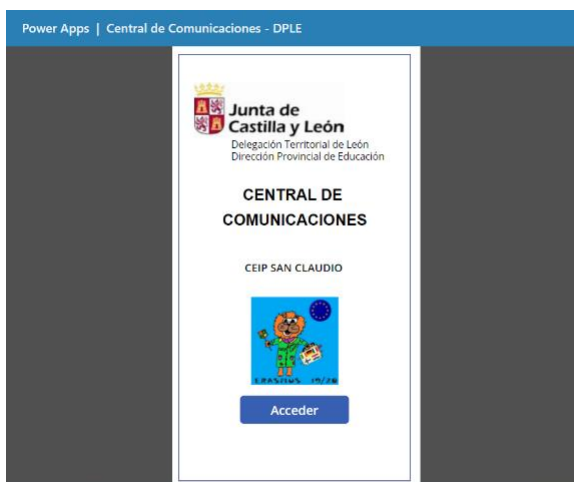 Power Apps | Central de Comunicaciones - DPLE
Junta de
Castilla y León
Delegación Territorial de León
Dirección Provincial de Educación
CENTRAL DE
COMUNICACIONES
CEIP SAN CLAUDIO
ERASMUS 19/20
Acceder